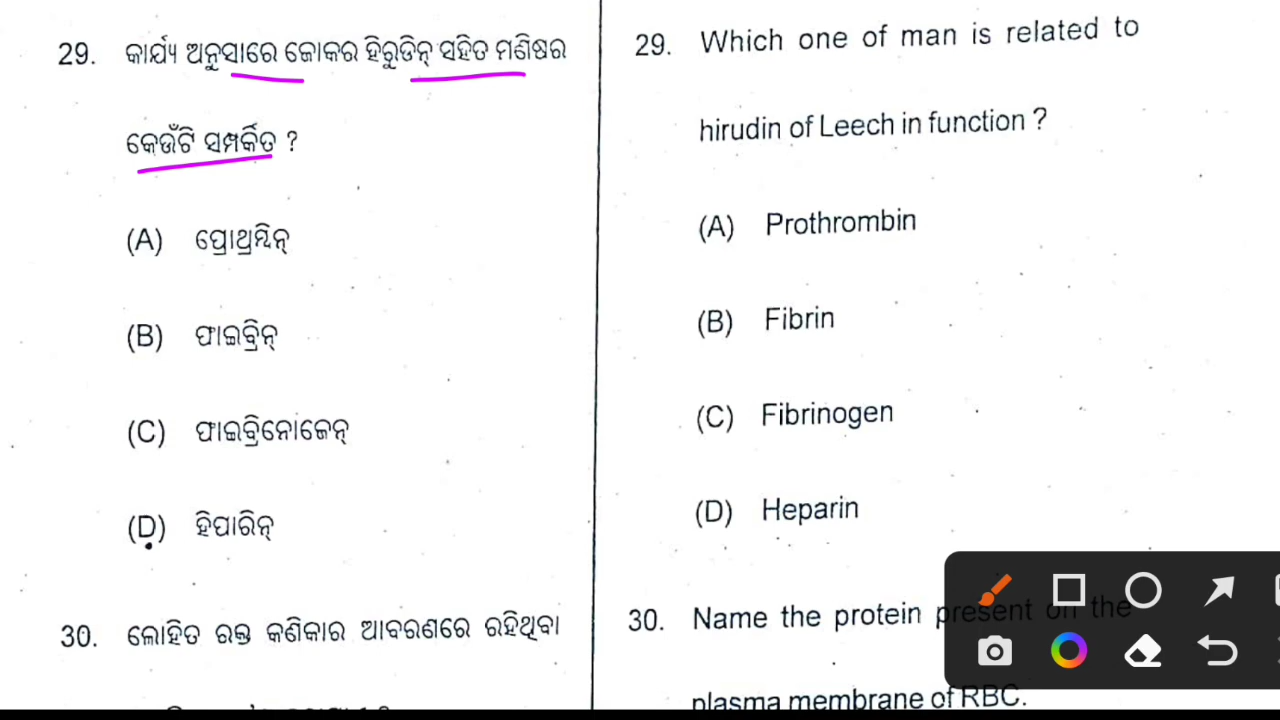 29. କାର୍ଯ୍ୟ ଅନୁସାରେ ଜୋକର ହିରୁଡିନ୍ ସହିତ ମଣିଷର
କେଉଁଟି ସମ୍ପର୍କିତ ?
(A) ପ୍ରୋଥ୍ରମ୍ବିନ୍
(B) ଫାଇବ୍ରିନ୍
(C) ଫାଇବ୍ରିନୋଜେନ୍
(D) ହିପାରିନ୍
30. ଲୋହିତ ରକ୍ତ କଣିକାର ଆବରଣରେ ରହିଥିବା
29. Which one of man is related to
hirudin of Leech in function ?
(A) Prothrombin
(B) Fibrin
(C) Fibrinogen
(D) Heparin
30. Name the protein present on the
plasma membrane of RBC.